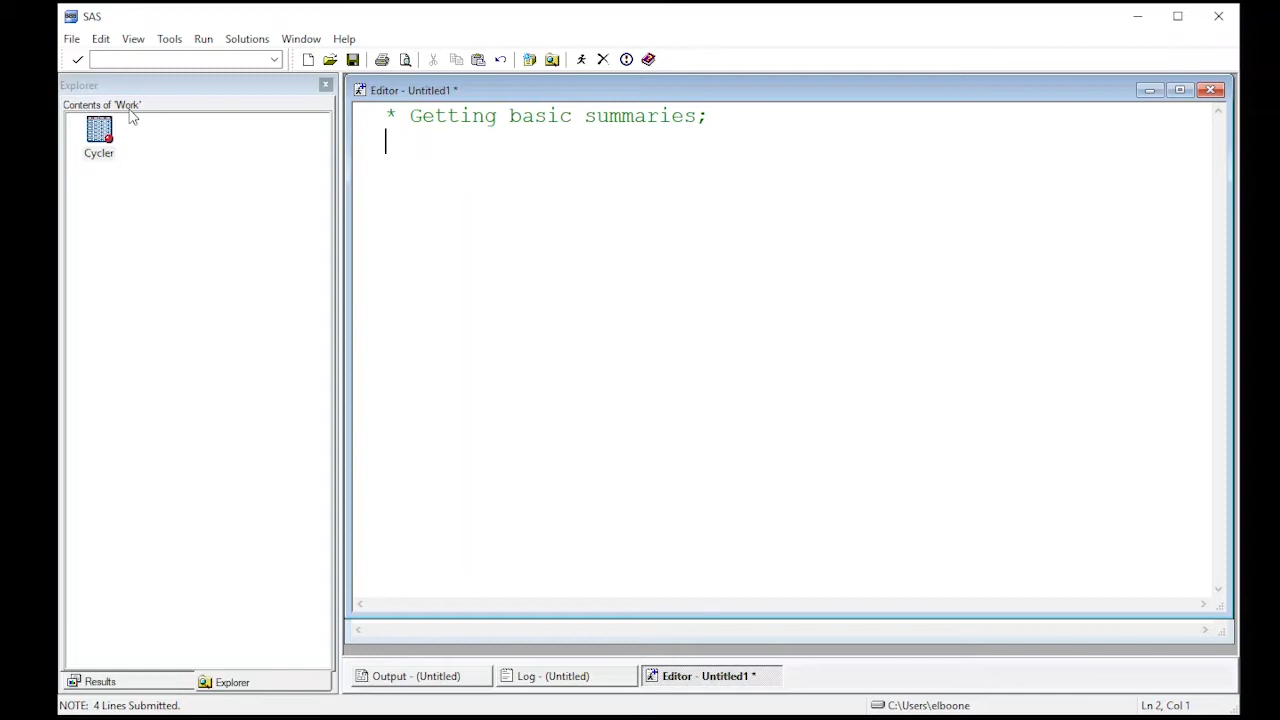 SAS
File Edit View Tools Run Solutions Window Help
Explorer
Contents of 'Work'
Cycler
Editor - Untitled1 *
* Getting basic summaries;
Results
Explorer
Output - (Untitled)
Log - (Untitled)
Editor - Untitled1 *
NOTE: 4 Lines Submitted.
C:\Users\elboone
Ln 2, Col 1